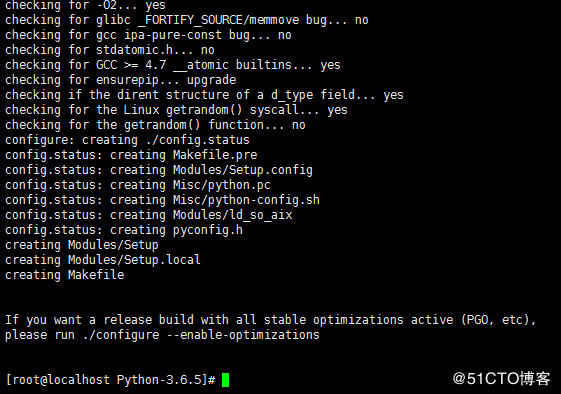 checking for -O2... yes
checking for glibc _FORTIFY_SOURCE/memmove bug... no
checking for gcc ipa-pure-const bug... no
checking for stdatomic.h... no
checking for GCC >= 4.7 __atomic builtins... yes
checking for ensurepip... upgrade
checking if the dirent structure of a d_type field... yes
checking for the Linux getrandom() syscall... yes
checking for the getrandom() function... no
configure: creating ./config.status
config.status: creating Makefile.pre
config.status: creating Modules/Setup.config
config.status: creating Misc/python.pc
config.status: creating Misc/python-config.sh
config.status: creating Modules/ld_so_aix
config.status: creating pyconfig.h
creating Modules/Setup
creating Modules/Setup.local
creating Makefile
If you want a release build with all stable optimizations active (PGO, etc),
please run ./configure --enable-optimizations
[root@localhost Python-3.6.5]#
@51CTO博客